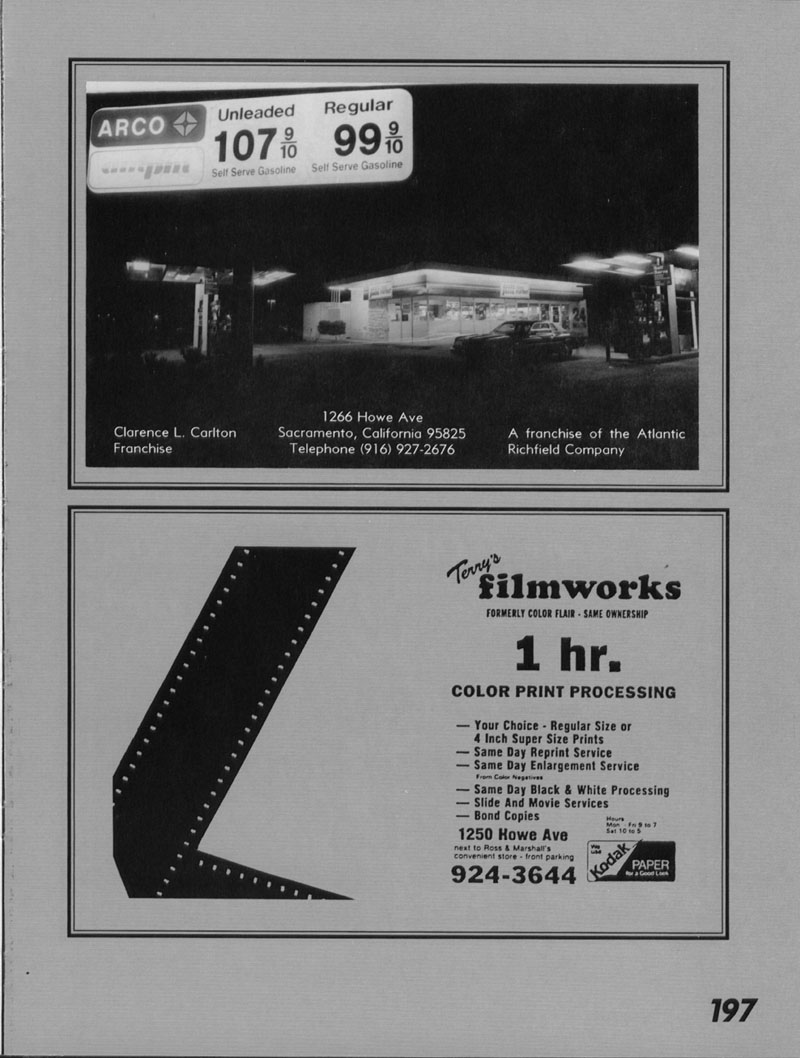 ARCO
Unleaded
107 9/10
Self Serve Gasoline
Regular
99 9/10
Self Serve Gasoline
1266 Howe Ave
Clarence L. Carlton
Franchise
Sacramento, California 95825
Telephone (916) 927-2676
A franchise of the Atlantic
Richfield Company
Terry's
filmworks
FORMERLY COLOR FLAIR - SAME OWNERSHIP
1 hr.
COLOR PRINT PROCESSING
— Your Choice - Regular Size or
4 Inch Super Size Prints
— Same Day Reprint Service
— Same Day Enlargement Service
From Color Negatives
— Same Day Black & White Processing
— Slide And Movie Services
— Bond Copies
Hours
Mon - Fri 9 to 7
Sat 10 to 5
1250 Howe Ave
next to Ross & Marshall's
convenient store - front parking
924-3644
We
use
Kodak
PAPER
for a Good Look
197